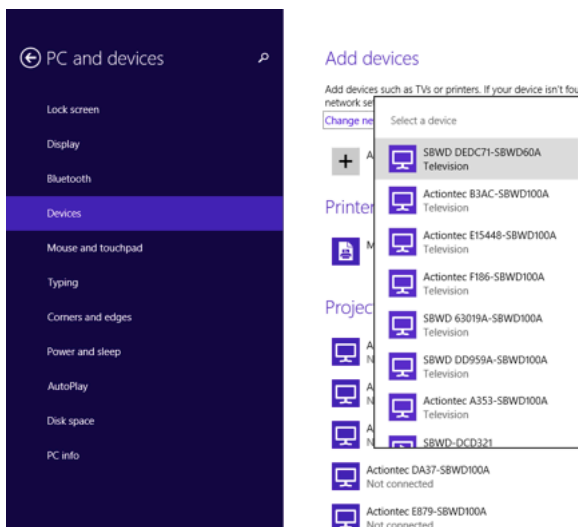 PC and devices
Lock screen
Display
Bluetooth
Devices
Mouse and touchpad
Typing
Corners and edges
Power and sleep
AutoPlay
Disk space
PC info
Add devices
Add devices such as TVs or printers. If your device isn't fou
network se
Change ne
A
Printer
M
Projec
A
N
A
N
A
N
Select a device
SBWD DEDC71-SBWD60A
Television
Actiontec B3AC-SBWD100A
Television
Actiontec E15448-SBWD100A
Television
Actiontec F186-SBWD100A
Television
SBWD 63019A-SBWD100A
Television
SBWD DD959A-SBWD100A
Television
Actiontec A353-SBWD100A
Television
SBWD-DCD321
Actiontec DA37-SBWD100A
Not connected
Actiontec E879-SBWD100A
Not connected